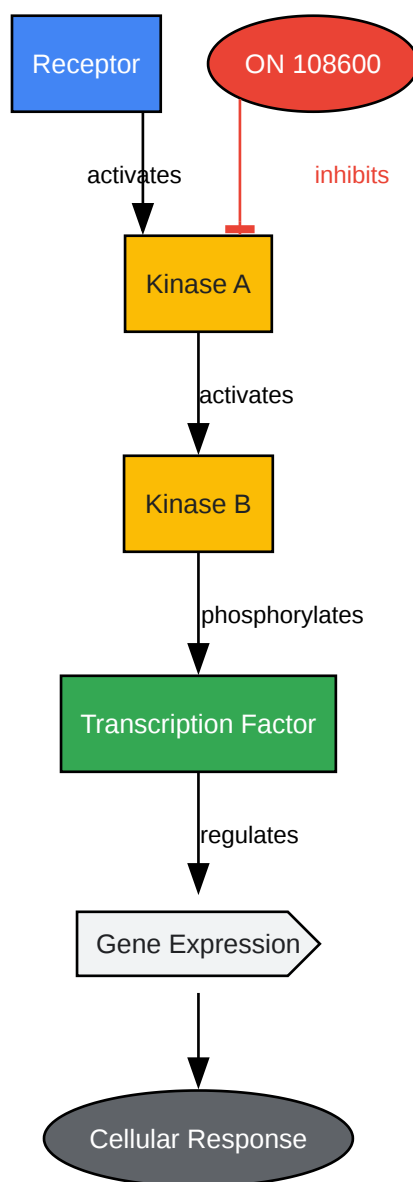 Receptor
ON 108600
activates
inhibits
Kinase A
activates
Kinase B
phosphorylates
Transcription Factor
regulates
Gene Expression
Cellular Response